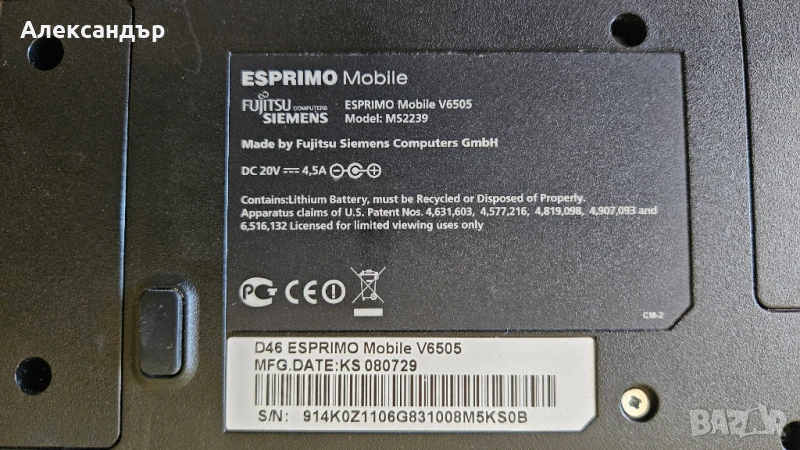 Александър
ESPRIMO Mobile
FUJITSU COMPUTERS
SIEMENS
ESPRIMO Mobile V6505
Model: MS2239
Made by Fujitsu Siemens Computers GmbH
DC 20V 4,5A
Contains:Lithium Battery, must be Recycled or Disposed of Properly.
Apparatus claims of U.S. Patent Nos. 4,631,603, 4,577,216, 4,819,098, 4,907,093 and
6,516,132 Licensed for limited viewing uses only
CE
CM-2
D46 ESPRIMO Mobile V6505
MFG.DATE:KS 080729
S/N: 914K0Z1106G831008M5KS0B
BAZAR